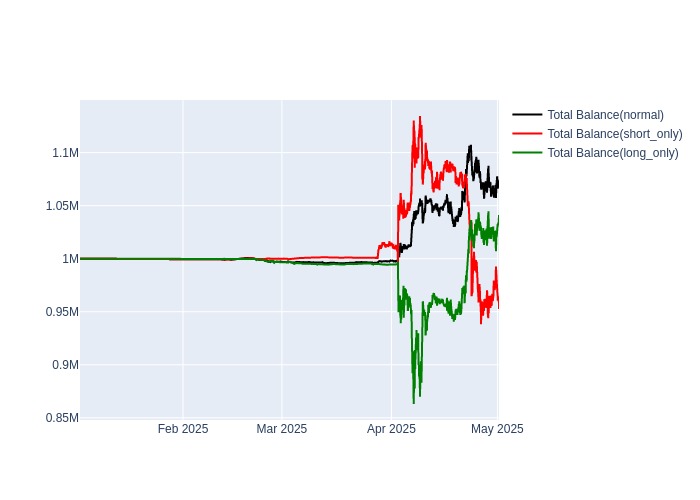 Total Balance(normal)
Total Balance(short_only)
Total Balance(long_only)
1.1M
1.05M
1M
0.95M
0.9M
0.85M
Feb 2025
Mar 2025
Apr 2025
May 2025